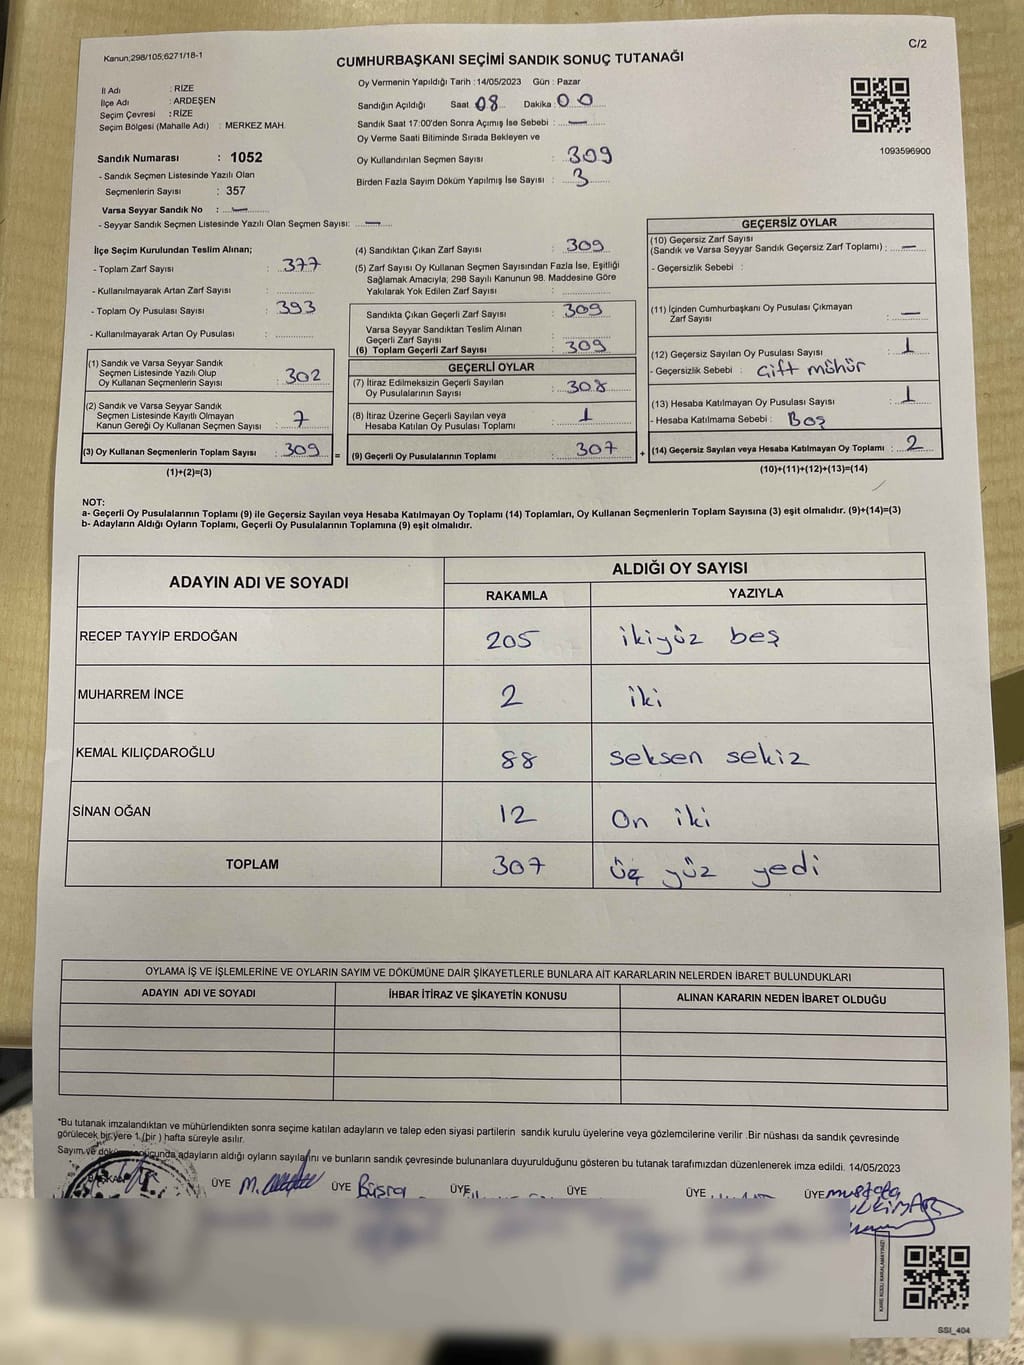 Kanun;298/105;6271/18-1
C/2
CUMHURBAŞKANI SEÇİMİ SANDIK SONUÇ TUTANAĞI
İl Adı : RİZE
İlçe Adı : ARDEŞEN
Seçim Çevresi : RİZE
Seçim Bölgesi (Mahalle Adı) : MERKEZ MAH.
Sandık Numarası : 1052
- Sandık Seçmen Listesinde Yazılı Olan
Seçmenlerin Sayısı : 357
Varsa Seyyar Sandık No : —
- Seyyar Sandık Seçmen Listesinde Yazılı Olan Seçmen Sayısı: —
Oy Vermenin Yapıldığı Tarih : 14/05/2023 Gün : Pazar
Sandığın Açıldığı Saat 08 Dakika 00
Sandık Saat 17:00'den Sonra Açımış İse Sebebi : —
Oy Verme Saati Bitiminde Sırada Bekleyen ve
Oy Kullandırılan Seçmen Sayısı : 309
Birden Fazla Sayım Döküm Yapılmış İse Sayısı : 3
1093596900
İlçe Seçim Kurulundan Teslim Alınan;
- Toplam Zarf Sayısı : 377
- Kullanılmayarak Artan Zarf Sayısı :
- Toplam Oy Pusulası Sayısı : 393
- Kullanılmayarak Artan Oy Pusulası :
(1) Sandık ve Varsa Seyyar Sandık
Seçmen Listesinde Yazılı Olup
Oy Kullanan Seçmenlerin Sayısı : 302
(2) Sandık ve Varsa Seyyar Sandık
Seçmen Listesinde Kayıtlı Olmayan
Kanun Gereği Oy Kullanan Seçmen Sayısı : 7
(3) Oy Kullanan Seçmenlerin Toplam Sayısı : 309 =
(1)+(2)=(3)
(4) Sandıktan Çıkan Zarf Sayısı : 309
(5) Zarf Sayısı Oy Kullanan Seçmen Sayısından Fazla İse, Eşitliği
Sağlamak Amacıyla; 298 Sayılı Kanunun 98. Maddesine Göre
Yakılarak Yok Edilen Zarf Sayısı :
Sandıkta Çıkan Geçerli Zarf Sayısı : 309
Varsa Seyyar Sandıktan Teslim Alınan
Geçerli Zarf Sayısı :
(6) Toplam Geçerli Zarf Sayısı : 309
GEÇERLİ OYLAR
(7) İtiraz Edilmeksizin Geçerli Sayılan
Oy Pusulasının Sayısı : 308
(8) İtiraz Üzerine Geçerli Sayılan veya
Hesaba Katılan Oy Pusulası Toplamı : 1
(9) Geçerli Oy Pusulalarının Toplamı : 307 +
GEÇERSİZ OYLAR
(10) Geçersiz Zarf Sayısı
(Sandık ve Varsa Seyyar Sandık Geçersiz Zarf Toplamı) : —
- Geçersizlik Sebebi :
(11) İçinden Cumhurbaşkanı Oy Pusulası Çıkmayan
Zarf Sayısı : —
(12) Geçersiz Sayılan Oy Pusulası Sayısı : 1
- Geçersizlik Sebebi : Çift mühür
(13) Hesaba Katılmayan Oy Pusulası Sayısı : 1
- Hesaba Katılmama Sebebi : Boş
(14) Geçersiz Sayılan veya Hesaba Katılmayan Oy Toplamı : 2
(10)+(11)+(12)+(13)=(14)
NOT:
a- Geçerli Oy Pusulalarının Toplamı (9) ile Geçersiz Sayılan veya Hesaba Katılmayan Oy Toplamı (14) Toplamları, Oy Kullanan Seçmenlerin Toplam Sayısına (3) eşit olmalıdır. (9)+(14)=(3)
b- Adayların Aldığı Oyların Toplamı, Geçerli Oy Pusulalarının Toplamına (9) eşit olmalıdır.
ADAYIN ADI VE SOYADI ALDIĞI OY SAYISI
RAKAMLA YAZIYLA
RECEP TAYYİP ERDOĞAN 205 ikiyüz beş
MUHARREM İNCE 2 iki
KEMAL KILIÇDAROĞLU 88 seksen sekiz
SİNAN OĞAN 12 On iki
TOPLAM 307 üç yüz yedi
OYLAMA İŞ VE İŞLEMLERİNE VE OYLARIN SAYIM VE DÖKÜMÜNE DAİR ŞİKAYETLERLE BUNLARA AİT KARARLARIN NELERDEN İBARET BULUNDUKLARI
ADAYIN ADI VE SOYADI İHBAR İTİRAZ VE ŞİKAYETİN KONUSU ALINAN KARARIN NEDEN İBARET OLDUĞU
*Bu tutanak imzalandıktan ve mühürlendikten sonra seçime katılan adayların ve talep eden siyasi partilerin sandık kurulu üyelerine veya gözlemcilerine verilir .Bir nüshası da sandık çevresinde
görülecek bir yere 1 (bir ) hafta süreyle asılır.
Sayım ve döküm sonucunda adayların aldığı oyların sayılarını ve bunların sandık çevresinde bulunanlara duyurulduğunu gösteren bu tutanak tarafımızdan düzenlenerek imza edildi. 14/05/2023
BAŞKAN ÜYE M. ÜYE Büşra ÜYE ÜYE ÜYE ÜYE mustafa
SSI_404